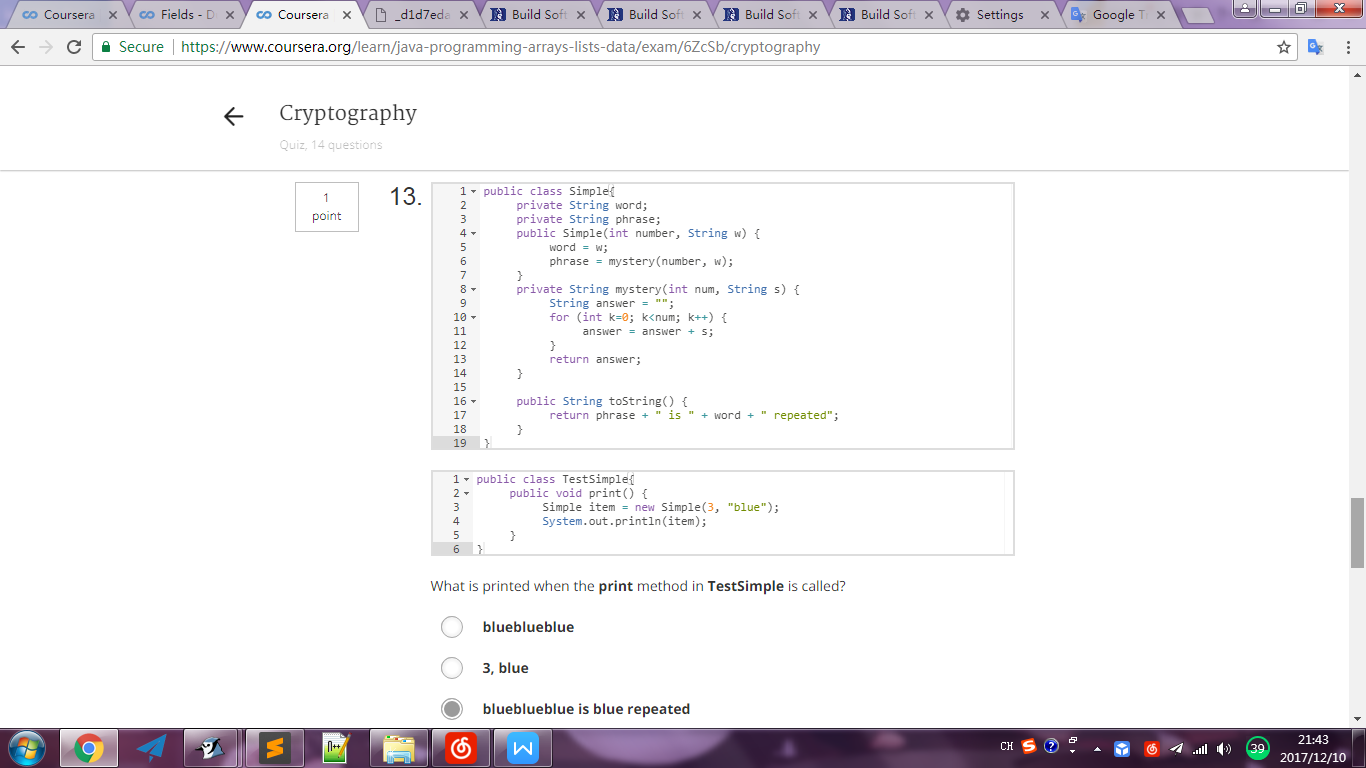 Coursera
Fields - D
Coursera
_d1d7eda
Build Soft
Build Soft
Build Soft
Build Soft
Settings
Google Tr
Secure
https://www.coursera.org/learn/java-programming-arrays-lists-data/exam/6ZcSb/cryptography
Cryptography
Quiz, 14 questions
1
point
13.
1 public class Simple{
2 private String word;
3 private String phrase;
4 public Simple(int number, String w) {
5 word = w;
6 phrase = mystery(number, w);
7 }
8 private String mystery(int num, String s) {
9 String answer = "";
10 for (int k=0; k<num; k++) {
11 answer = answer + s;
12 }
13 return answer;
14 }
15
16 public String toString() {
17 return phrase + " is " + word + " repeated";
18 }
19 }
1 public class TestSimple{
2 public void print() {
3 Simple item = new Simple(3, "blue");
4 System.out.println(item);
5 }
6 }
What is printed when the print method in TestSimple is called?
blueblueblue
3, blue
blueblueblue is blue repeated
CH
39
21:43
2017/12/10